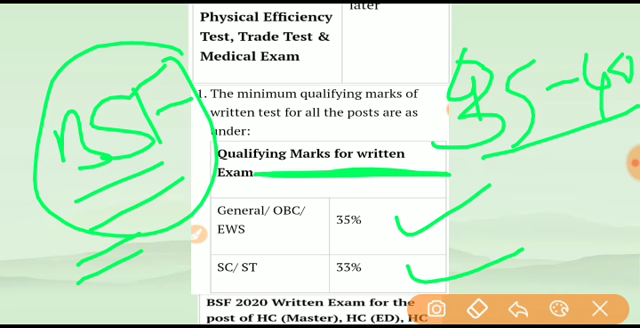 later
Physical Efficiency
Test, Trade Test &
Medical Exam
1. The minimum qualifying marks of
written test for all the posts are as
under:
Qualifying Marks for written
Exam
General/ OBC/
EWS
35%
SC/ ST
33%
BSF 2020 Written Exam for the
post of HC (Master), HC (ED), HC
BSF
35-40